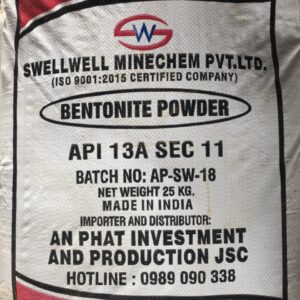 SW
SWELLWELL MINECHEM PVT.LTD.
(ISO 9001:2015 CERTIFIED COMPANY)
BENTONITE POWDER
API 13A SEC 11
BATCH NO: AP-SW-18
NET WEIGHT 25 KG.
MADE IN INDIA
IMPORTER AND DISTRIBUTOR:
AN PHAT INVESTMENT
AND PRODUCTION JSC
HOTLINE : 0989 090 338